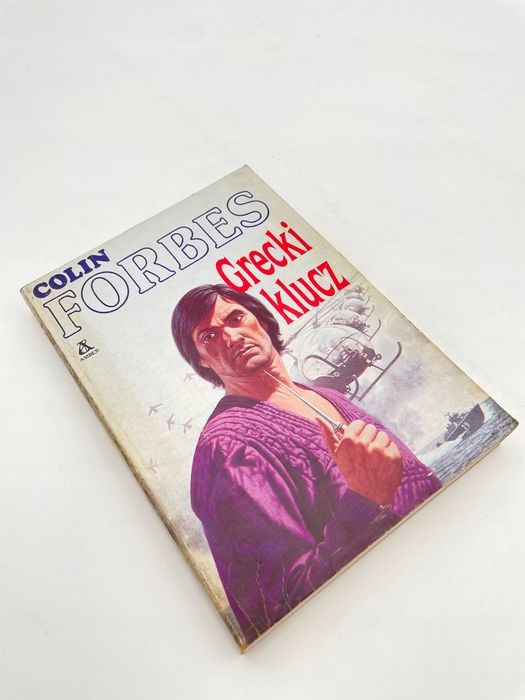 COLIN
FORBES
Grecki
klucz
AMBER